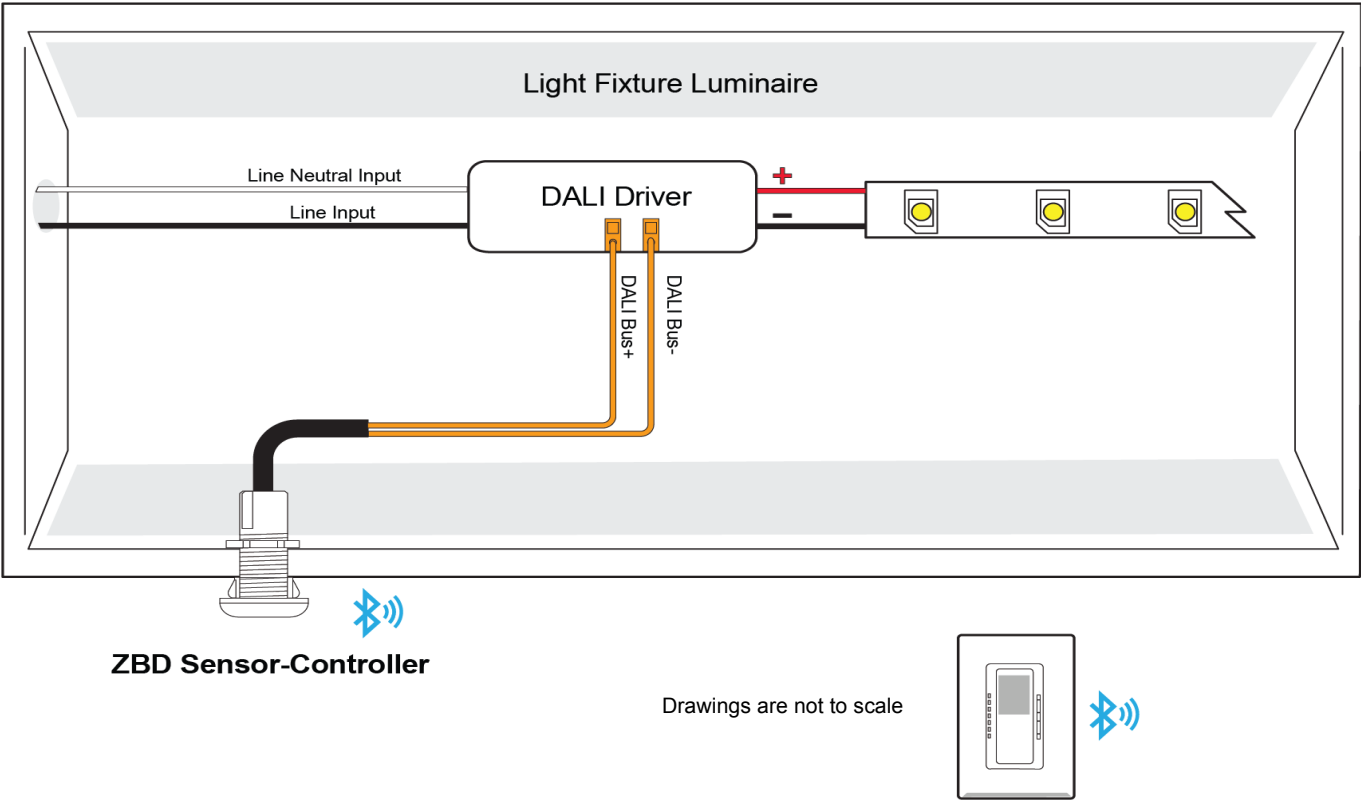 Light Fixture Luminaire
Line Neutral Input
Line Input
DALI Driver
+
−
DALI Bus+
DALI Bus-
ZBD Sensor-Controller
Drawings are not to scale